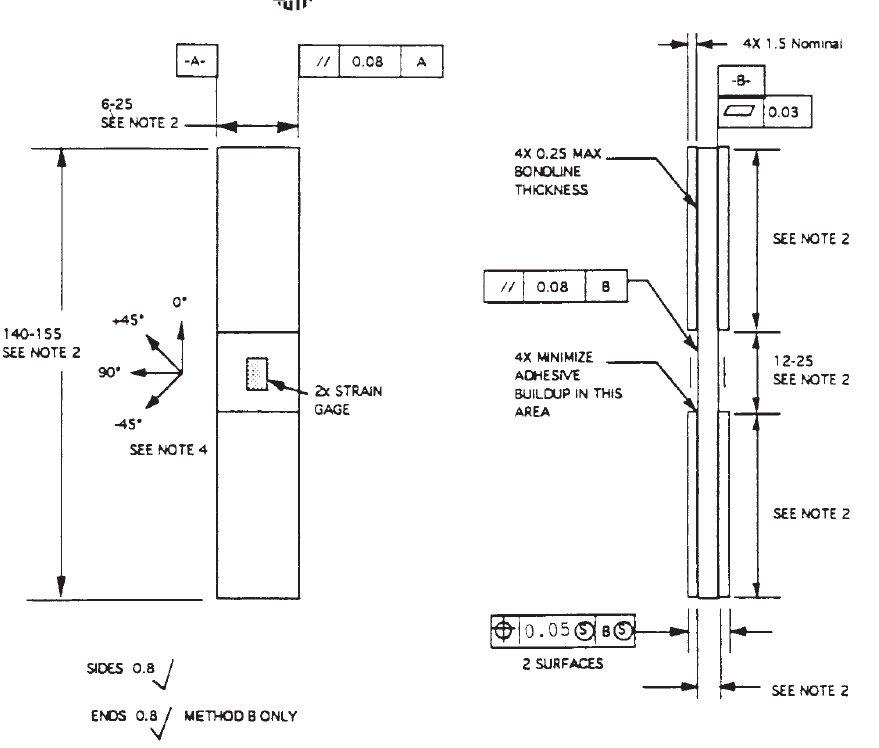 -A-
// 0.08 A
6-25
SEE NOTE 2
140-155
SEE NOTE 2
0°
+45°
90°
-45°
SEE NOTE 4
2x STRAIN
GAGE
SIDES 0.8
ENDS 0.8 METHOD B ONLY
4X 1.5 Nominal
-B-
0.03
4X 0.25 MAX
BONDLINE
THICKNESS
SEE NOTE 2
// 0.08 B
4X MINIMIZE
ADHESIVE
BUILDUP IN THIS
AREA
12-25
SEE NOTE 2
SEE NOTE 2
0.05 Ⓢ B Ⓢ
2 SURFACES
SEE NOTE 2